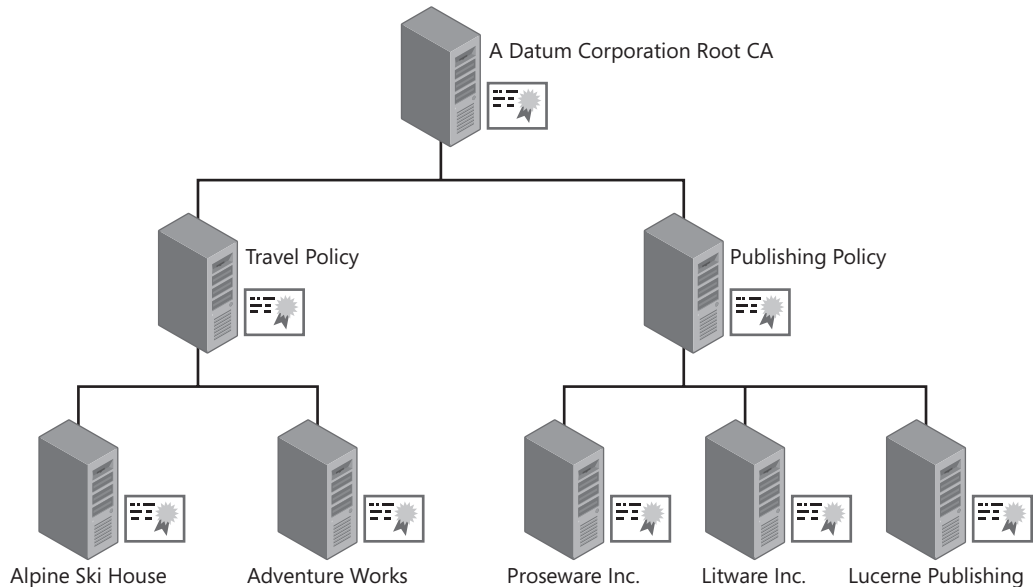 A Datum Corporation Root CA
Travel Policy
Publishing Policy
Alpine Ski House
Adventure Works
Proseware Inc.
Litware Inc.
Lucerne Publishing